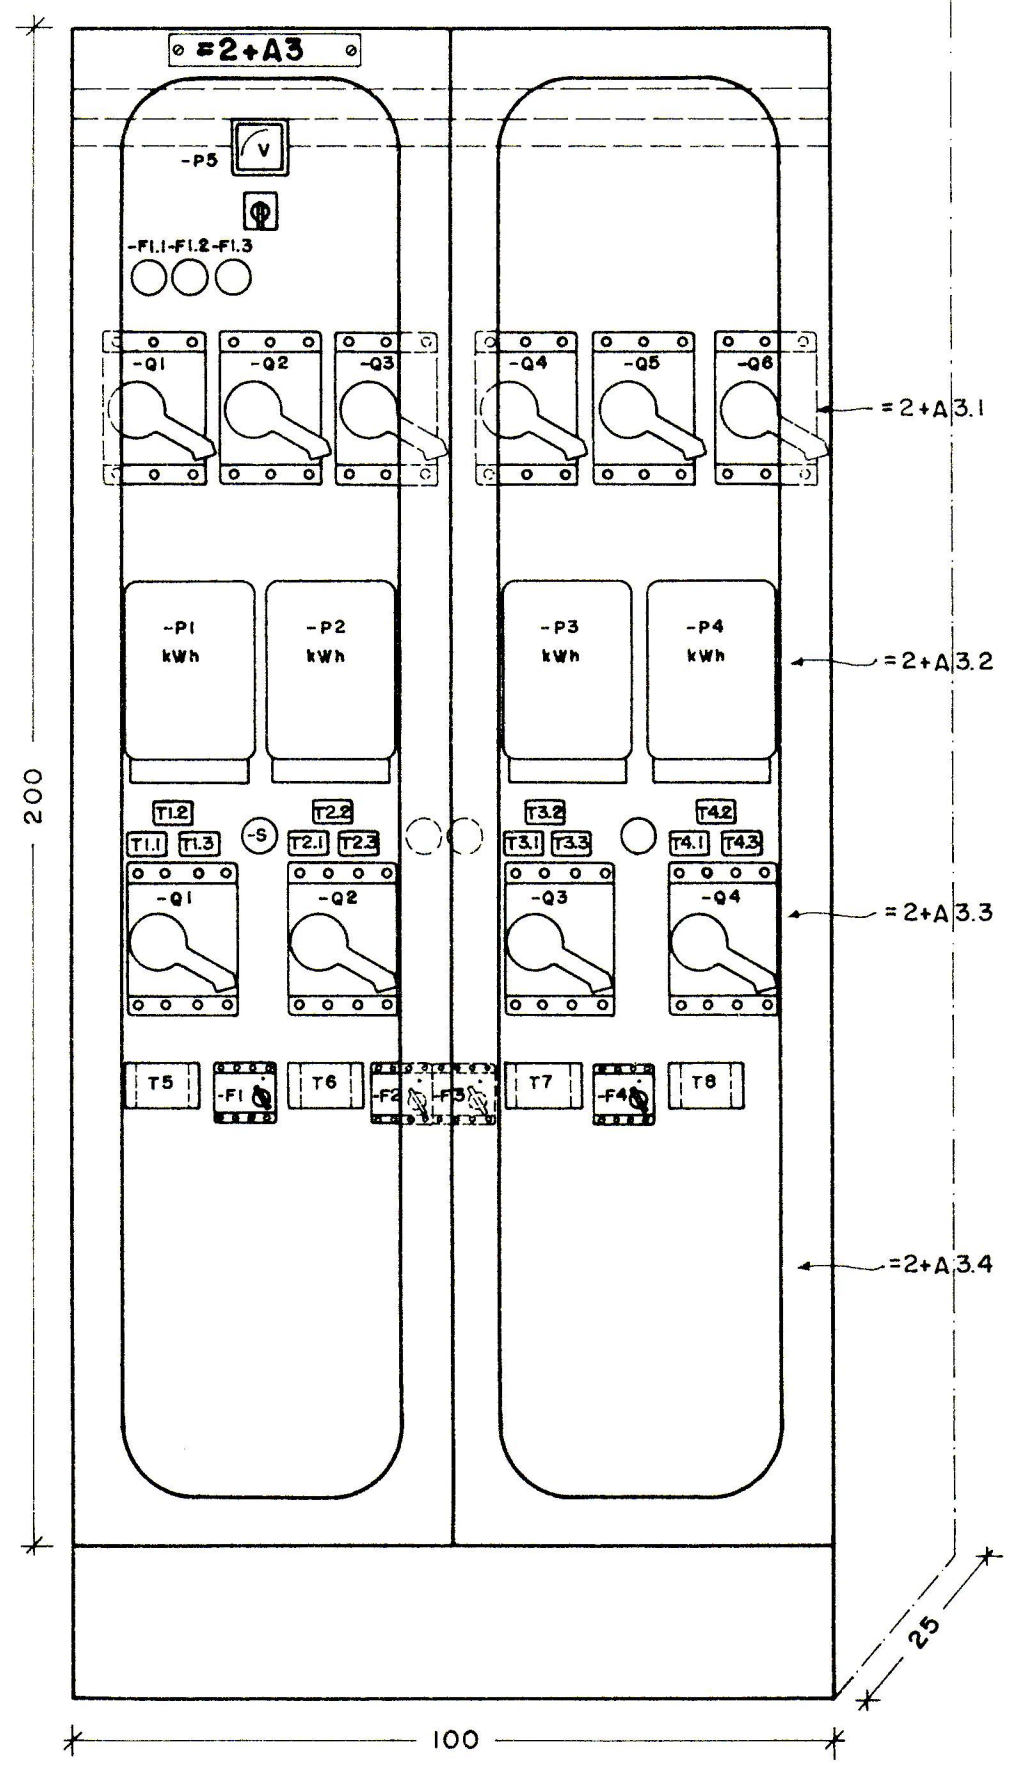 =2+A3
-P5 V
-F1.1 -F1.2 -F1.3
-Q1 -Q2 -Q3 -Q4 -Q5 -Q6
=2+A3.1
-P1 -P2 -P3 -P4
kWh kWh kWh kWh
=2+A3.2
200
T1.2 T2.2 T3.2 T4.2
T1.1 T1.3 -S T2.1 T2.3 T3.1 T3.3 T4.1 T4.3
-Q1 -Q2 -Q3 -Q4
=2+A3.3
T5 -F1 T6 -F2 -F3 T7 -F4 T8
=2+A3.4
25
100